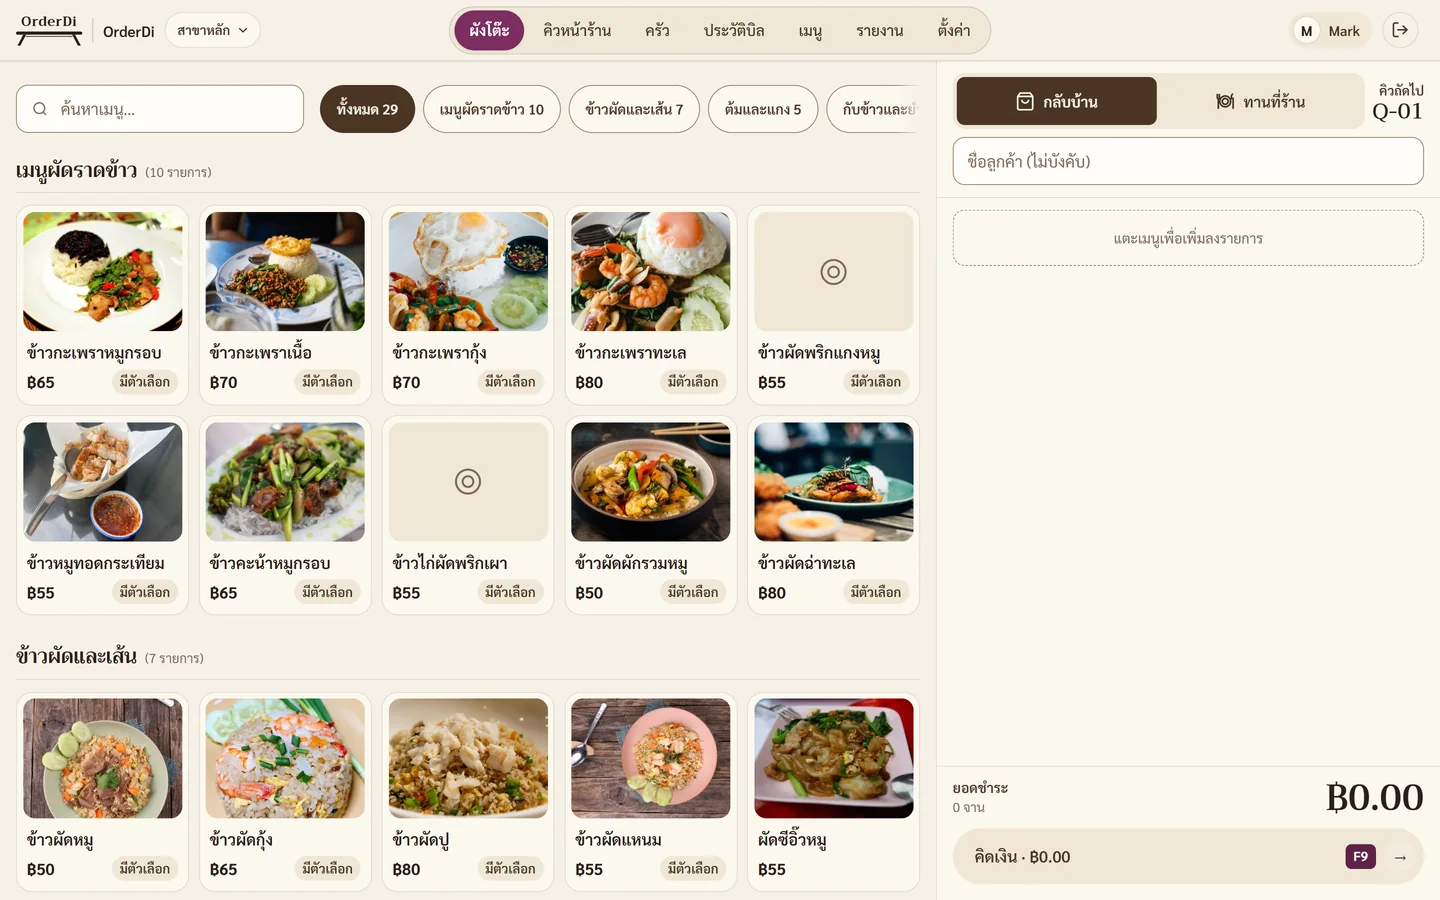 OrderDi
OrderDi
สาขาหลัก
ผังโต๊ะ
คิวหน้าร้าน
ครัว
ประวัติบิล
เมนู
รายงาน
ตั้งค่า
M
Mark
ค้นหาเมนู...
ทั้งหมด 29
เมนูผัดราดข้าว 10
ข้าวผัดและเส้น 7
ต้มและแกง 5
กับข้าวและยำ
กลับบ้าน
ทานที่ร้าน
คิวถัดไป
Q-01
ชื่อลูกค้า (ไม่บังคับ)
แตะเมนูเพื่อเพิ่มลงรายการ
เมนูผัดราดข้าว (10 รายการ)
ข้าวกะเพราหมูกรอบ
฿65 มีตัวเลือก
ข้าวกะเพราเนื้อ
฿70 มีตัวเลือก
ข้าวกะเพรากุ้ง
฿70 มีตัวเลือก
ข้าวกะเพราทะเล
฿80 มีตัวเลือก
ข้าวผัดพริกแกงหมู
฿55 มีตัวเลือก
ข้าวหมูทอดกระเทียม
฿55 มีตัวเลือก
ข้าวคะน้าหมูกรอบ
฿65 มีตัวเลือก
ข้าวไก่ผัดพริกเผา
฿55 มีตัวเลือก
ข้าวผัดผักรวมหมู
฿50 มีตัวเลือก
ข้าวผัดฉ่าทะเล
฿80 มีตัวเลือก
ข้าวผัดและเส้น (7 รายการ)
ข้าวผัดหมู
฿50 มีตัวเลือก
ข้าวผัดกุ้ง
฿65 มีตัวเลือก
ข้าวผัดปู
฿80 มีตัวเลือก
ข้าวผัดแหนม
฿55 มีตัวเลือก
ผัดซีอิ๊วหมู
฿55
ยอดชำระ
0 จาน
฿0.00
คิดเงิน · ฿0.00
F9 →